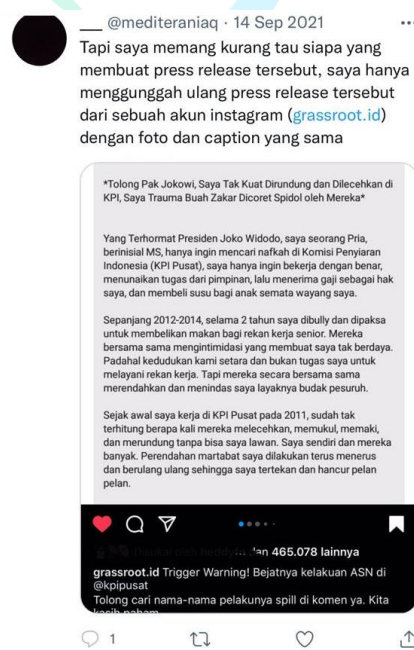 ___ @mediteraniaq · 14 Sep 2021 ...
Tapi saya memang kurang tau siapa yang
membuat press release tersebut, saya hanya
menggunggah ulang press release tersebut
dari sebuah akun instagram (grassroot.id)
dengan foto dan caption yang sama
*Tolong Pak Jokowi, Saya Tak Kuat Dirundung dan Dilecehkan di
KPI, Saya Trauma Buah Zakar Dicoret Spidol oleh Mereka*
Yang Terhormat Presiden Joko Widodo, saya seorang Pria,
berinisial MS, hanya ingin mencari nafkah di Komisi Penyiaran
Indonesia (KPI Pusat), saya hanya ingin bekerja dengan benar,
menunaikan tugas dari pimpinan, lalu menerima gaji sebagai hak
saya, dan membeli susu bagi anak semata wayang saya.
Sepanjang 2012-2014, selama 2 tahun saya dibully dan dipaksa
untuk membelikan makan bagi rekan kerja senior. Mereka
bersama sama mengintimidasi yang membuat saya tak berdaya.
Padahal kedudukan kami setara dan bukan tugas saya untuk
melayani rekan kerja. Tapi mereka secara bersama sama
merendahkan dan menindas saya layaknya budak pesuruh.
Sejak awal saya kerja di KPI Pusat pada 2011, sudah tak
terhitung berapa kali mereka melecehkan, memukul, memaki,
dan merundung tanpa bisa saya lawan. Saya sendiri dan mereka
banyak. Perendahan martabat saya dilakukan terus menerus
dan berulang ulang sehingga saya tertekan dan hancur pelan
pelan.
dan 465.078 lainnya
grassroot.id Trigger Warning! Bejatnya kelakuan ASN di
@kpipusat
Tolong cari nama-nama pelakunya spill di komen ya. Kita
kasih paham
1